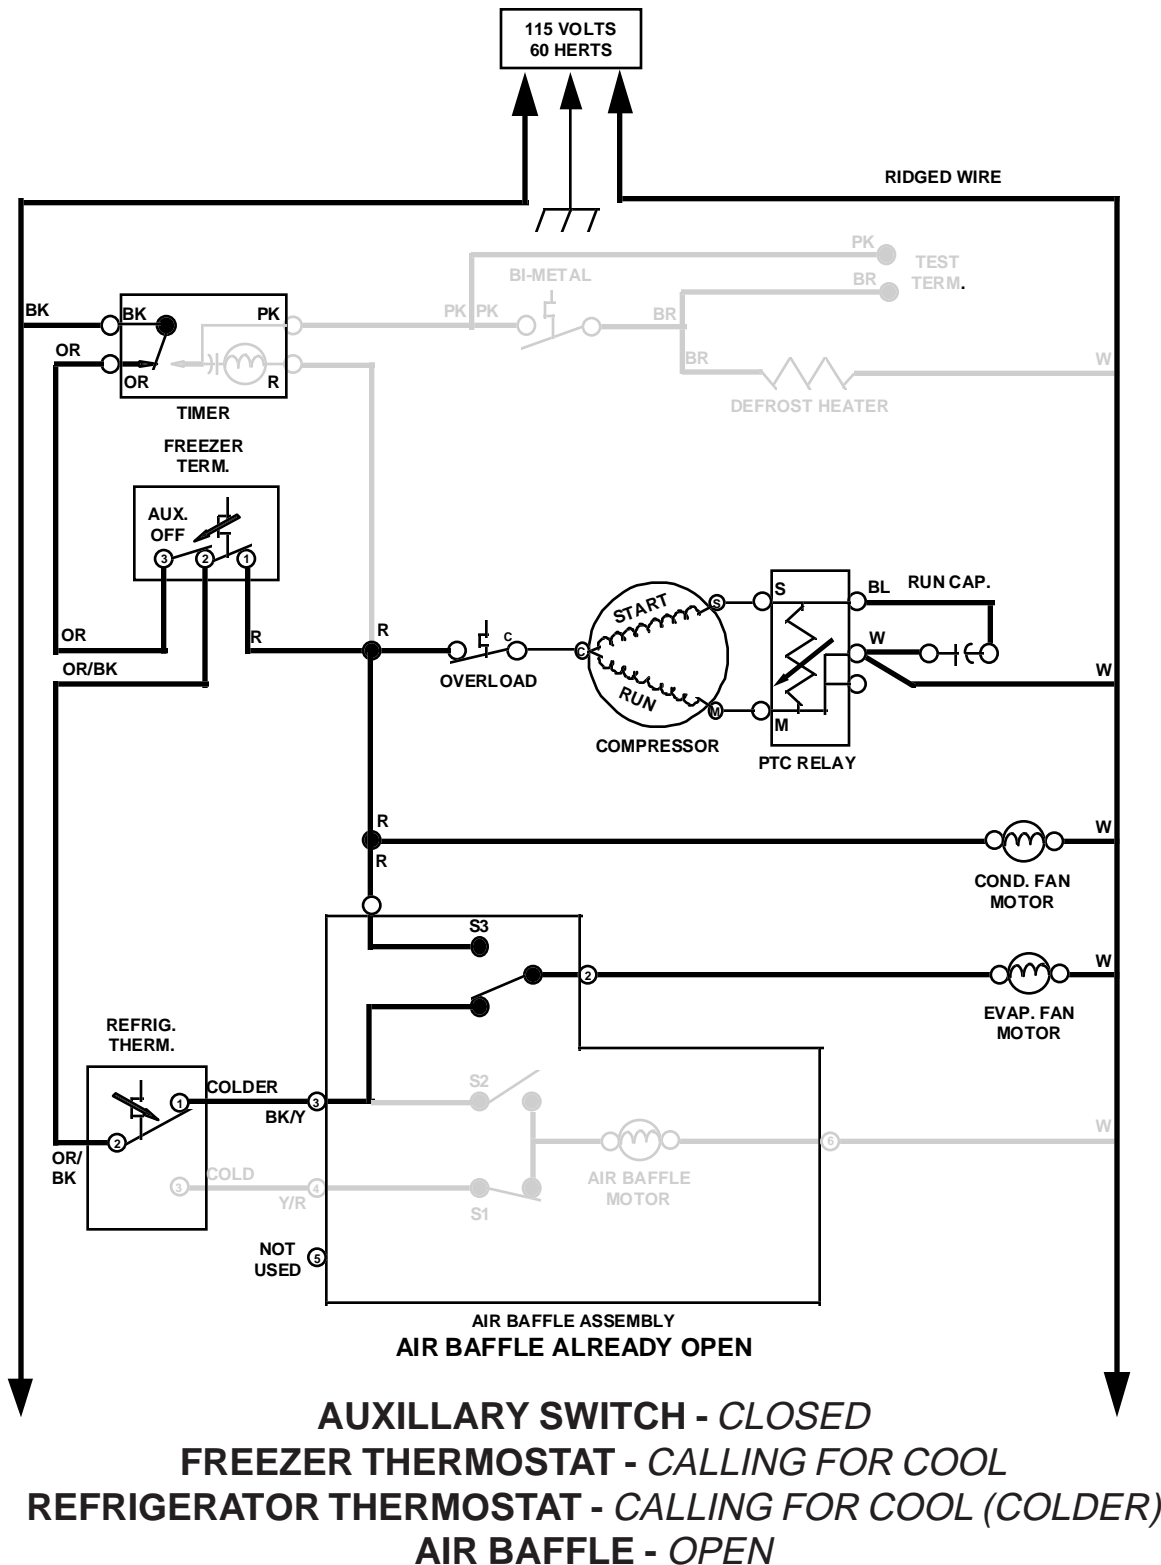 115 VOLTS
60 HERTS
RIDGED WIRE
PK
TEST
TERM.
BR
BI-METAL
BK
BK
PK
PK PK
BR
OR
OR
R
BR
W
DEFROST HEATER
TIMER
FREEZER
TERM.
AUX.
OFF
3
2
1
OR
R
R
OR/BK
C
OVERLOAD
C
START
RUN
S
M
COMPRESSOR
S
M
BL
RUN CAP.
W
W
PTC RELAY
R
R
W
COND. FAN
MOTOR
S3
2
W
EVAP. FAN
MOTOR
REFRIG.
THERM.
1
COLDER
BK/Y
3
S2
2
OR/
BK
3
COLD
Y/R
4
S1
AIR BAFFLE
MOTOR
6
W
NOT
USED
5
AIR BAFFLE ASSEMBLY
AIR BAFFLE ALREADY OPEN
AUXILLARY SWITCH - CLOSED
FREEZER THERMOSTAT - CALLING FOR COOL
REFRIGERATOR THERMOSTAT - CALLING FOR COOL (COLDER)
AIR BAFFLE - OPEN